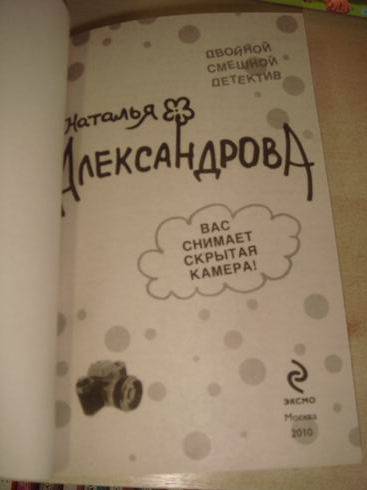 ДВОЙНОЙ
СМЕШНОЙ
ДЕТЕКТИВ
НАТАЛЬЯ
АЛЕКСАНДРОВА
ВАС
СНИМАЕТ
СКРЫТАЯ
КАМЕРА!
ЭКСМО
Москва
2010